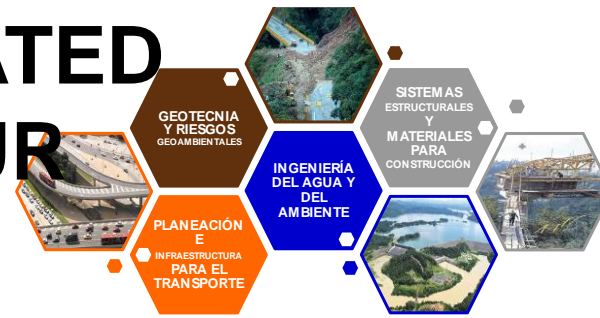 ATED
UR
GEOTECNIA
Y RIESGOS
GEOAMBIENTALES
SISTEMAS
ESTRUCTURALES
Y
MATERIALES
PARA
CONSTRUCCIÓN
INGENIERÍA
DEL AGUA Y
DEL
AMBIENTE
PLANEACIÓN
E
INFRAESTRUCTURA
PARA EL
TRANSPORTE